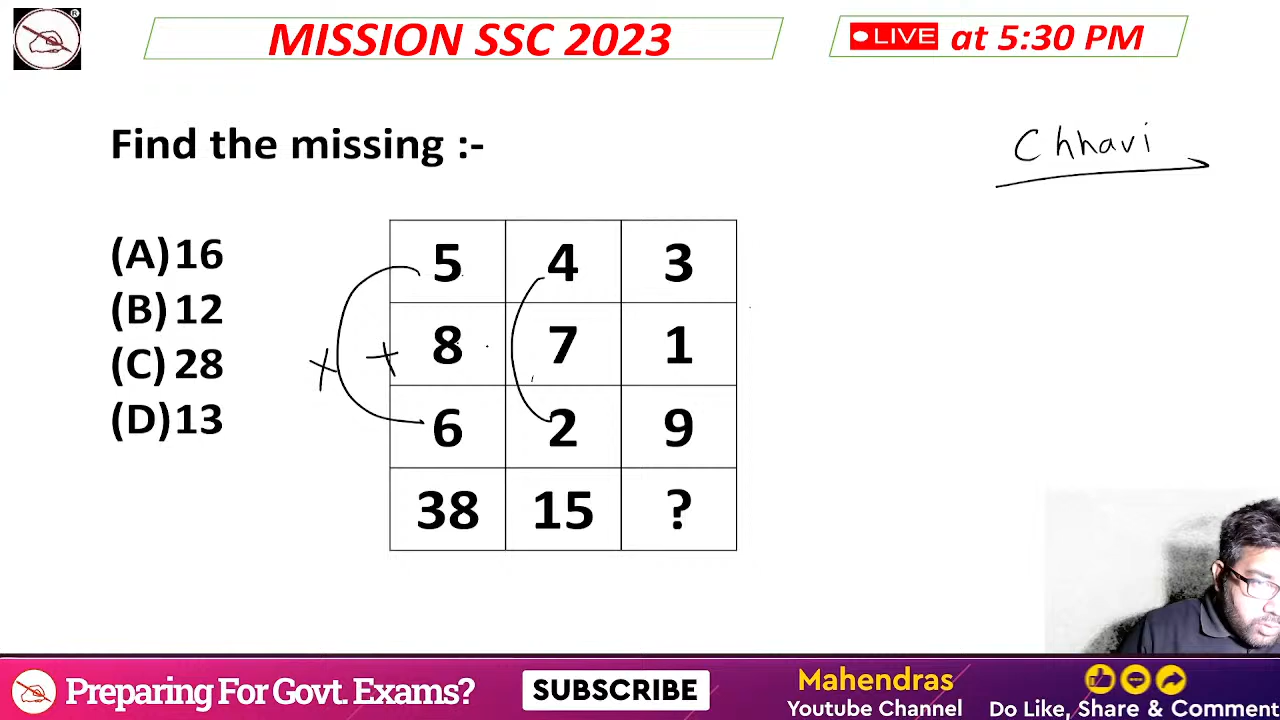 MISSION SSC 2023
LIVE at 5:30 PM
Find the missing :-
Chhavi
(A) 16
(B) 12
(C) 28
(D) 13
5 4 3
8 7 1
6 2 9
38 15 ?
Preparing For Govt. Exams?
SUBSCRIBE
Mahendras
Youtube Channel
Do Like, Share & Comment